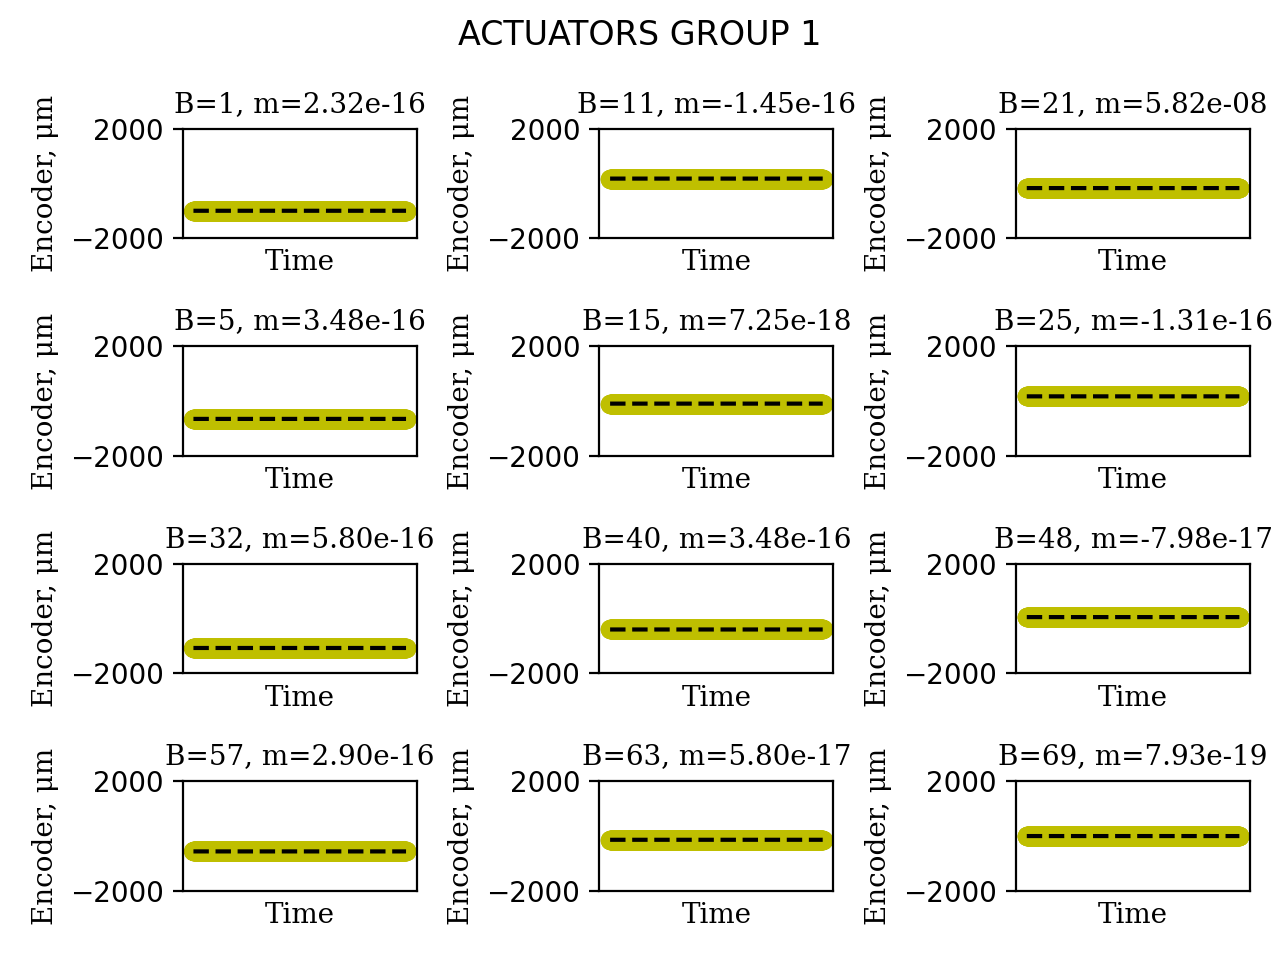 ACTUATORS GROUP 1
B=1, m=2.32e-16
Encoder, μm
2000
−2000
Time
B=11, m=-1.45e-16
Encoder, μm
2000
−2000
Time
B=21, m=5.82e-08
Encoder, μm
2000
−2000
Time
B=5, m=3.48e-16
Encoder, μm
2000
−2000
Time
B=15, m=7.25e-18
Encoder, μm
2000
−2000
Time
B=25, m=-1.31e-16
Encoder, μm
2000
−2000
Time
B=32, m=5.80e-16
Encoder, μm
2000
−2000
Time
B=40, m=3.48e-16
Encoder, μm
2000
−2000
Time
B=48, m=-7.98e-17
Encoder, μm
2000
−2000
Time
B=57, m=2.90e-16
Encoder, μm
2000
−2000
Time
B=63, m=5.80e-17
Encoder, μm
2000
−2000
Time
B=69, m=7.93e-19
Encoder, μm
2000
−2000
Time